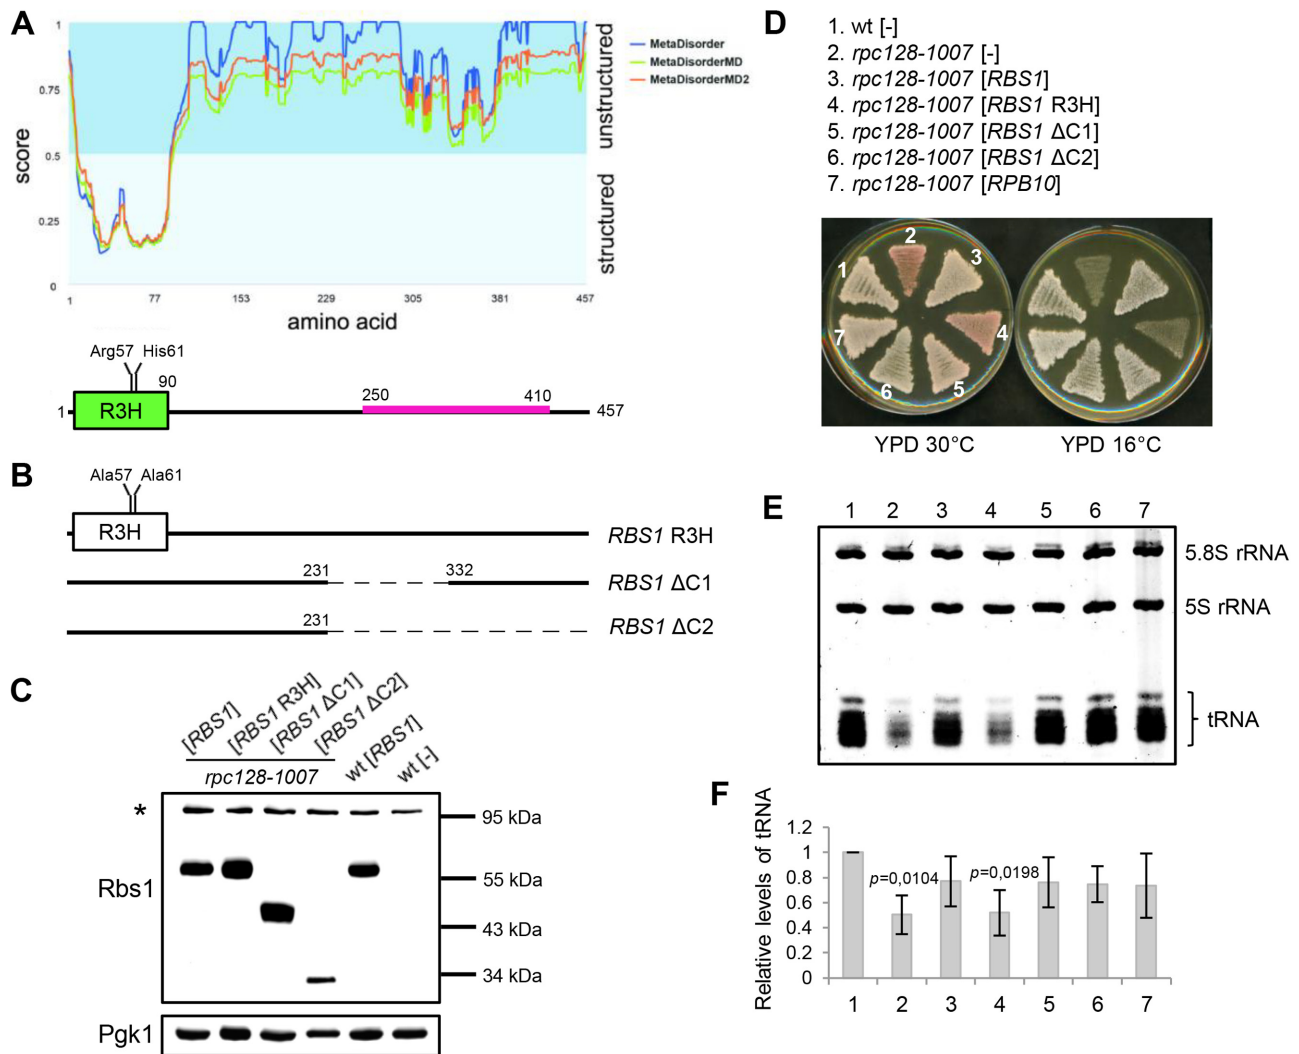 A
score
1
0.75
0.5
0.25
0
1
77
153
229
305
381
457
amino acid
unstructured
structured
MetaDisorder
MetaDisorderMD
MetaDisorderMD2
Arg57 His61
90
1
R3H
250
410
457
B
Ala57 Ala61
R3H
RBS1 R3H
231
332
RBS1 ΔC1
231
RBS1 ΔC2
C
[RBS1]
[RBS1 R3H]
[RBS1 ΔC1]
[RBS1 ΔC2]
wt [RBS1]
wt [-]
rpc128-1007
*
95 kDa
Rbs1
55 kDa
43 kDa
34 kDa
Pgk1
D
1. wt [-]
2. rpc128-1007 [-]
3. rpc128-1007 [RBS1]
4. rpc128-1007 [RBS1 R3H]
5. rpc128-1007 [RBS1 ΔC1]
6. rpc128-1007 [RBS1 ΔC2]
7. rpc128-1007 [RPB10]
1
2
3
4
5
6
7
YPD 30°C
YPD 16°C
E
1 2 3 4 5 6 7
5.8S rRNA
5S rRNA
tRNA
F
Relative levels of tRNA
1.2
1
0.8
0.6
0.4
0.2
0
p=0,0104
p=0,0198
1 2 3 4 5 6 7